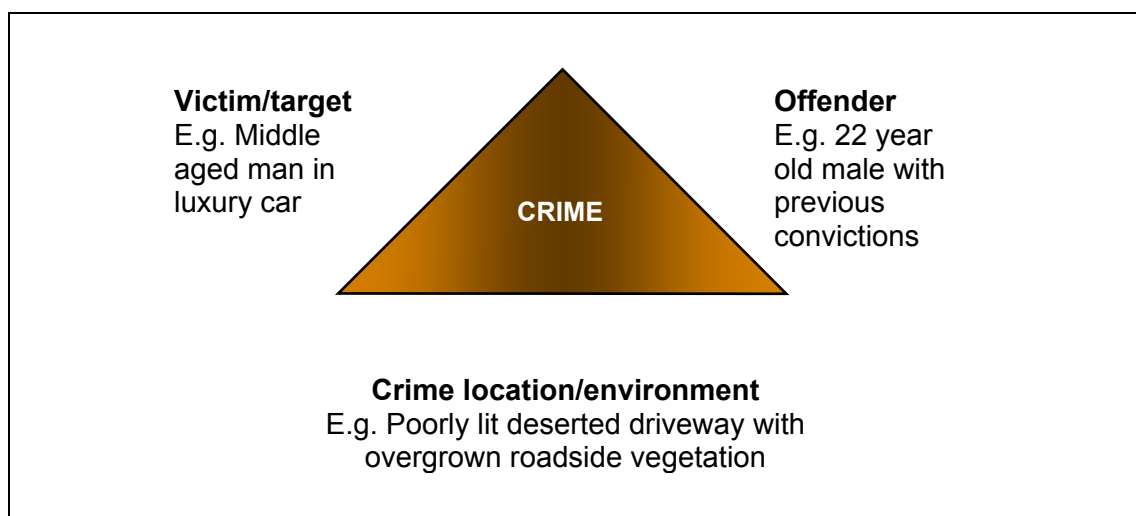 Victim/target
E.g. Middle
aged man in
luxury car
CRIME
Offender
E.g. 22 year
old male with
previous
convictions
Crime location/environment
E.g. Poorly lit deserted driveway with
overgrown roadside vegetation